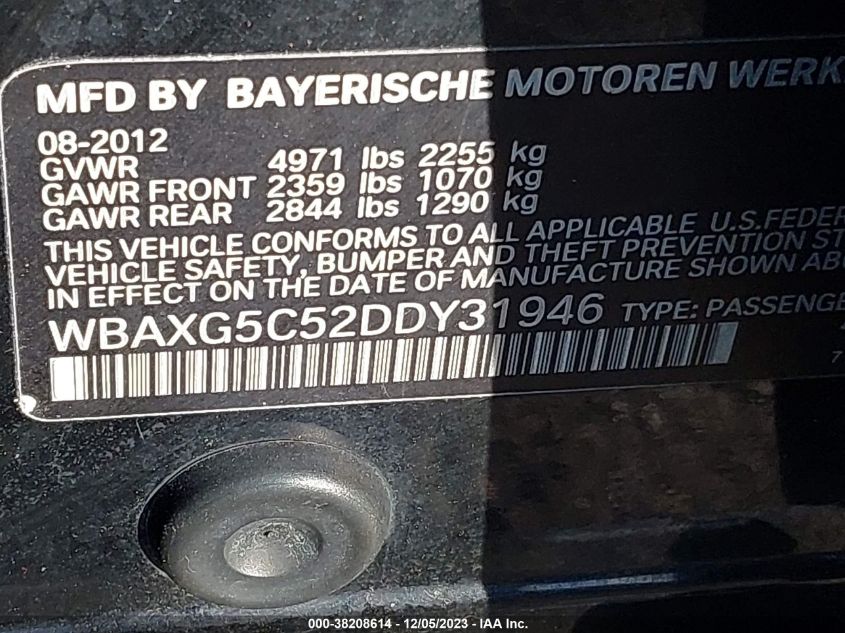 MFD BY BAYERISCHE MOTOREN WERK
08-2012
GVWR 4971 lbs 2255 kg
GAWR FRONT 2359 lbs 1070 kg
GAWR REAR 2844 lbs 1290 kg
THIS VEHICLE CONFORMS TO ALL APPLICABLE U.S.FEDER
VEHICLE SAFETY, BUMPER AND THEFT PREVENTION ST
IN EFFECT ON THE DATE OF MANUFACTURE SHOWN ABO
WBAXG5C52DDY31946 TYPE: PASSENGE
7
000-38208614 - 12/05/2023 - IAA Inc.